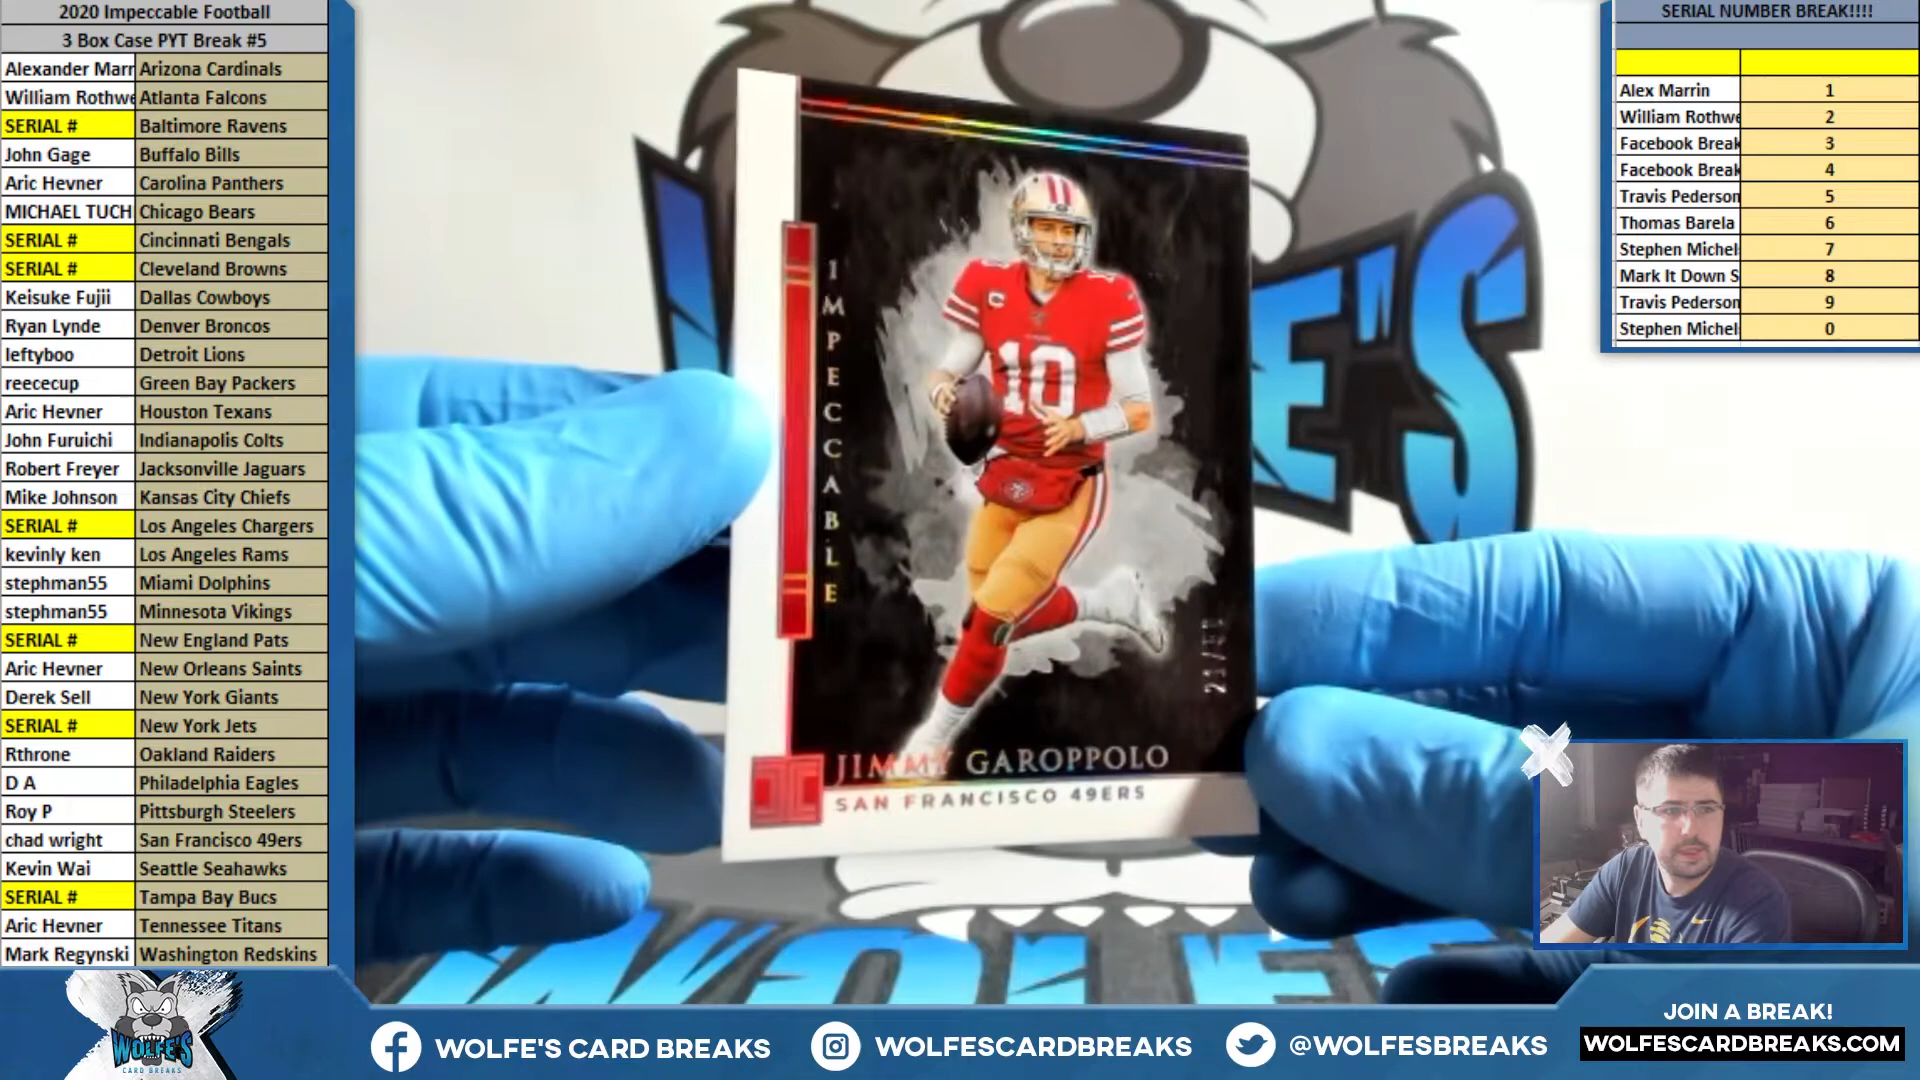 2020 Impeccable Football
3 Box Case PYT Break #5
Alexander Marr Arizona Cardinals
William Rothwe Atlanta Falcons
SERIAL # Baltimore Ravens
John Gage Buffalo Bills
Aric Hevner Carolina Panthers
MICHAEL TUCH Chicago Bears
SERIAL # Cincinnati Bengals
SERIAL # Cleveland Browns
Keisuke Fujii Dallas Cowboys
Ryan Lynde Denver Broncos
leftyboo Detroit Lions
reececup Green Bay Packers
Aric Hevner Houston Texans
John Furuichi Indianapolis Colts
Robert Freyer Jacksonville Jaguars
Mike Johnson Kansas City Chiefs
SERIAL # Los Angeles Chargers
kevinly ken Los Angeles Rams
stephman55 Miami Dolphins
stephman55 Minnesota Vikings
SERIAL # New England Pats
Aric Hevner New Orleans Saints
Derek Sell New York Giants
SERIAL # New York Jets
Rthrone Oakland Raiders
D A Philadelphia Eagles
Roy P Pittsburgh Steelers
chad wright San Francisco 49ers
Kevin Wai Seattle Seahawks
SERIAL # Tampa Bay Bucs
Aric Hevner Tennessee Titans
Mark Regynski Washington Redskins
IMPECCABLE
10
C
JIMMY GAROPPOLO
SAN FRANCISCO 49ERS
SERIAL NUMBER BREAK!!!!
Alex Marrin 1
William Rothwe 2
Facebook Break 3
Facebook Break 4
Travis Pederson 5
Thomas Barela 6
Stephen Michel 7
Mark It Down S 8
Travis Pederson 9
Stephen Michel 0
WOLFE'S
CARD BREAKS
WOLFE'S CARD BREAKS
WOLFESCARDBREAKS
@WOLFESBREAKS
JOIN A BREAK!
WOLFESCARDBREAKS.COM